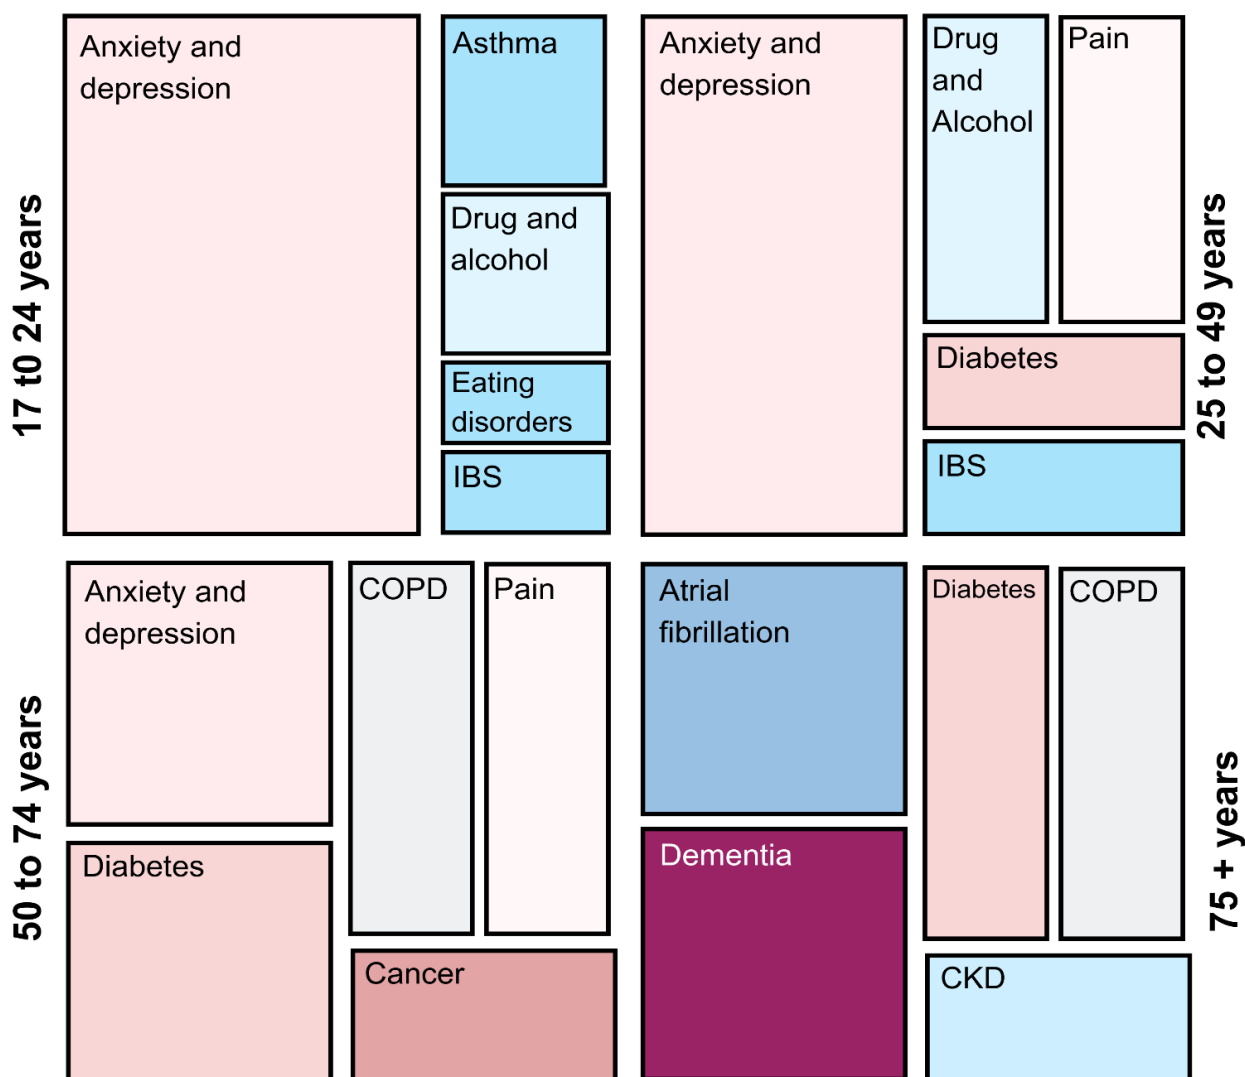 17 t0 24 years
Anxiety and
depression
Asthma
Drug and
alcohol
Eating
disorders
IBS
Anxiety and
depression
Drug
and
Alcohol
Pain
Diabetes
IBS
25 to 49 years
50 to 74 years
Anxiety and
depression
COPD
Pain
Diabetes
Cancer
Atrial
fibrillation
Diabetes
COPD
Dementia
CKD
75 + years